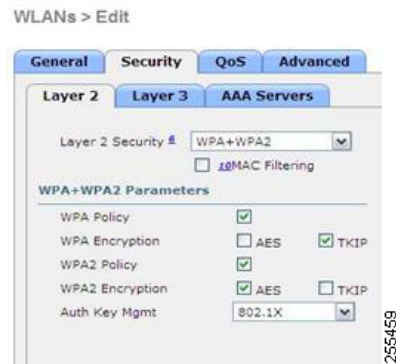 WLANs > Edit
General Security QoS Advanced
Layer 2 Layer 3 AAA Servers
Layer 2 Security 6 WPA+WPA2
10MAC Filtering
WPA+WPA2 Parameters
WPA Policy
WPA Encryption AES TKIP
WPA2 Policy
WPA2 Encryption AES TKIP
Auth Key Mgmt 802.1X
255459